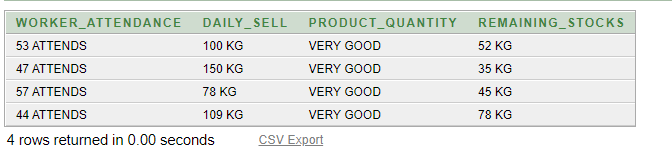 WORKER_ATTENDANCE DAILY_SELL PRODUCT_QUANTITY REMAINING_STOCKS
53 ATTENDS 100 KG VERY GOOD 52 KG
47 ATTENDS 150 KG VERY GOOD 35 KG
57 ATTENDS 78 KG VERY GOOD 45 KG
44 ATTENDS 109 KG VERY GOOD 78 KG
4 rows returned in 0.00 seconds CSV Export